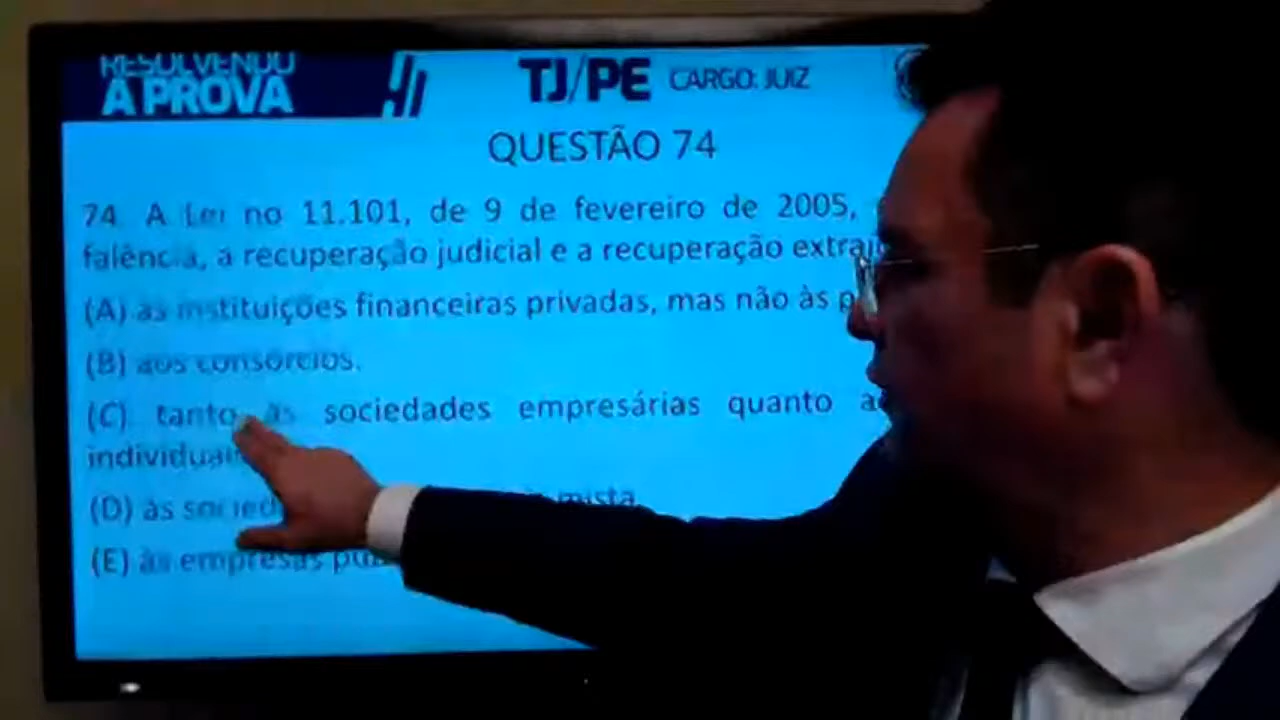 RESOLVENDO
A PROVA
TJ/PE CARGO: JUIZ
QUESTÃO 74
74. A Lei no 11.101, de 9 de fevereiro de 2005,
falência, a recuperação judicial e a recuperação
(A) às instituições financeiras privadas, mas não às
(B) aos consórcios.
(C) tanto às sociedades empresárias quanto
(D) às mista.
(E) às empresas